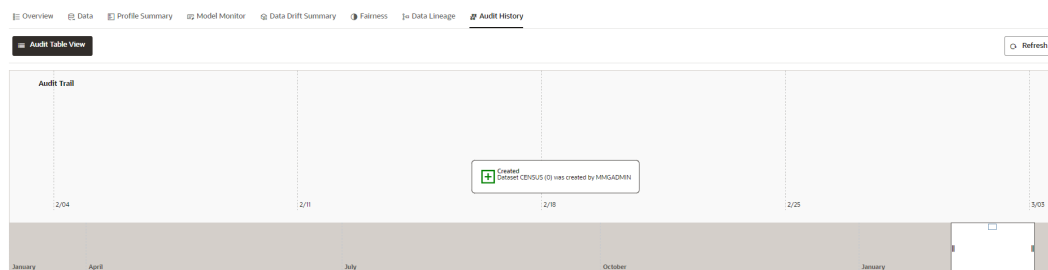 Overview Data Profile Summary Model Monitor Data Drift Summary Fairness Data Lineage Audit History
Audit Table View Refresh
Audit Trail
Created
Dataset CENSUS (0) was created by MMGADMIN
2/04 2/11 2/18 2/25 3/03
January April July October January